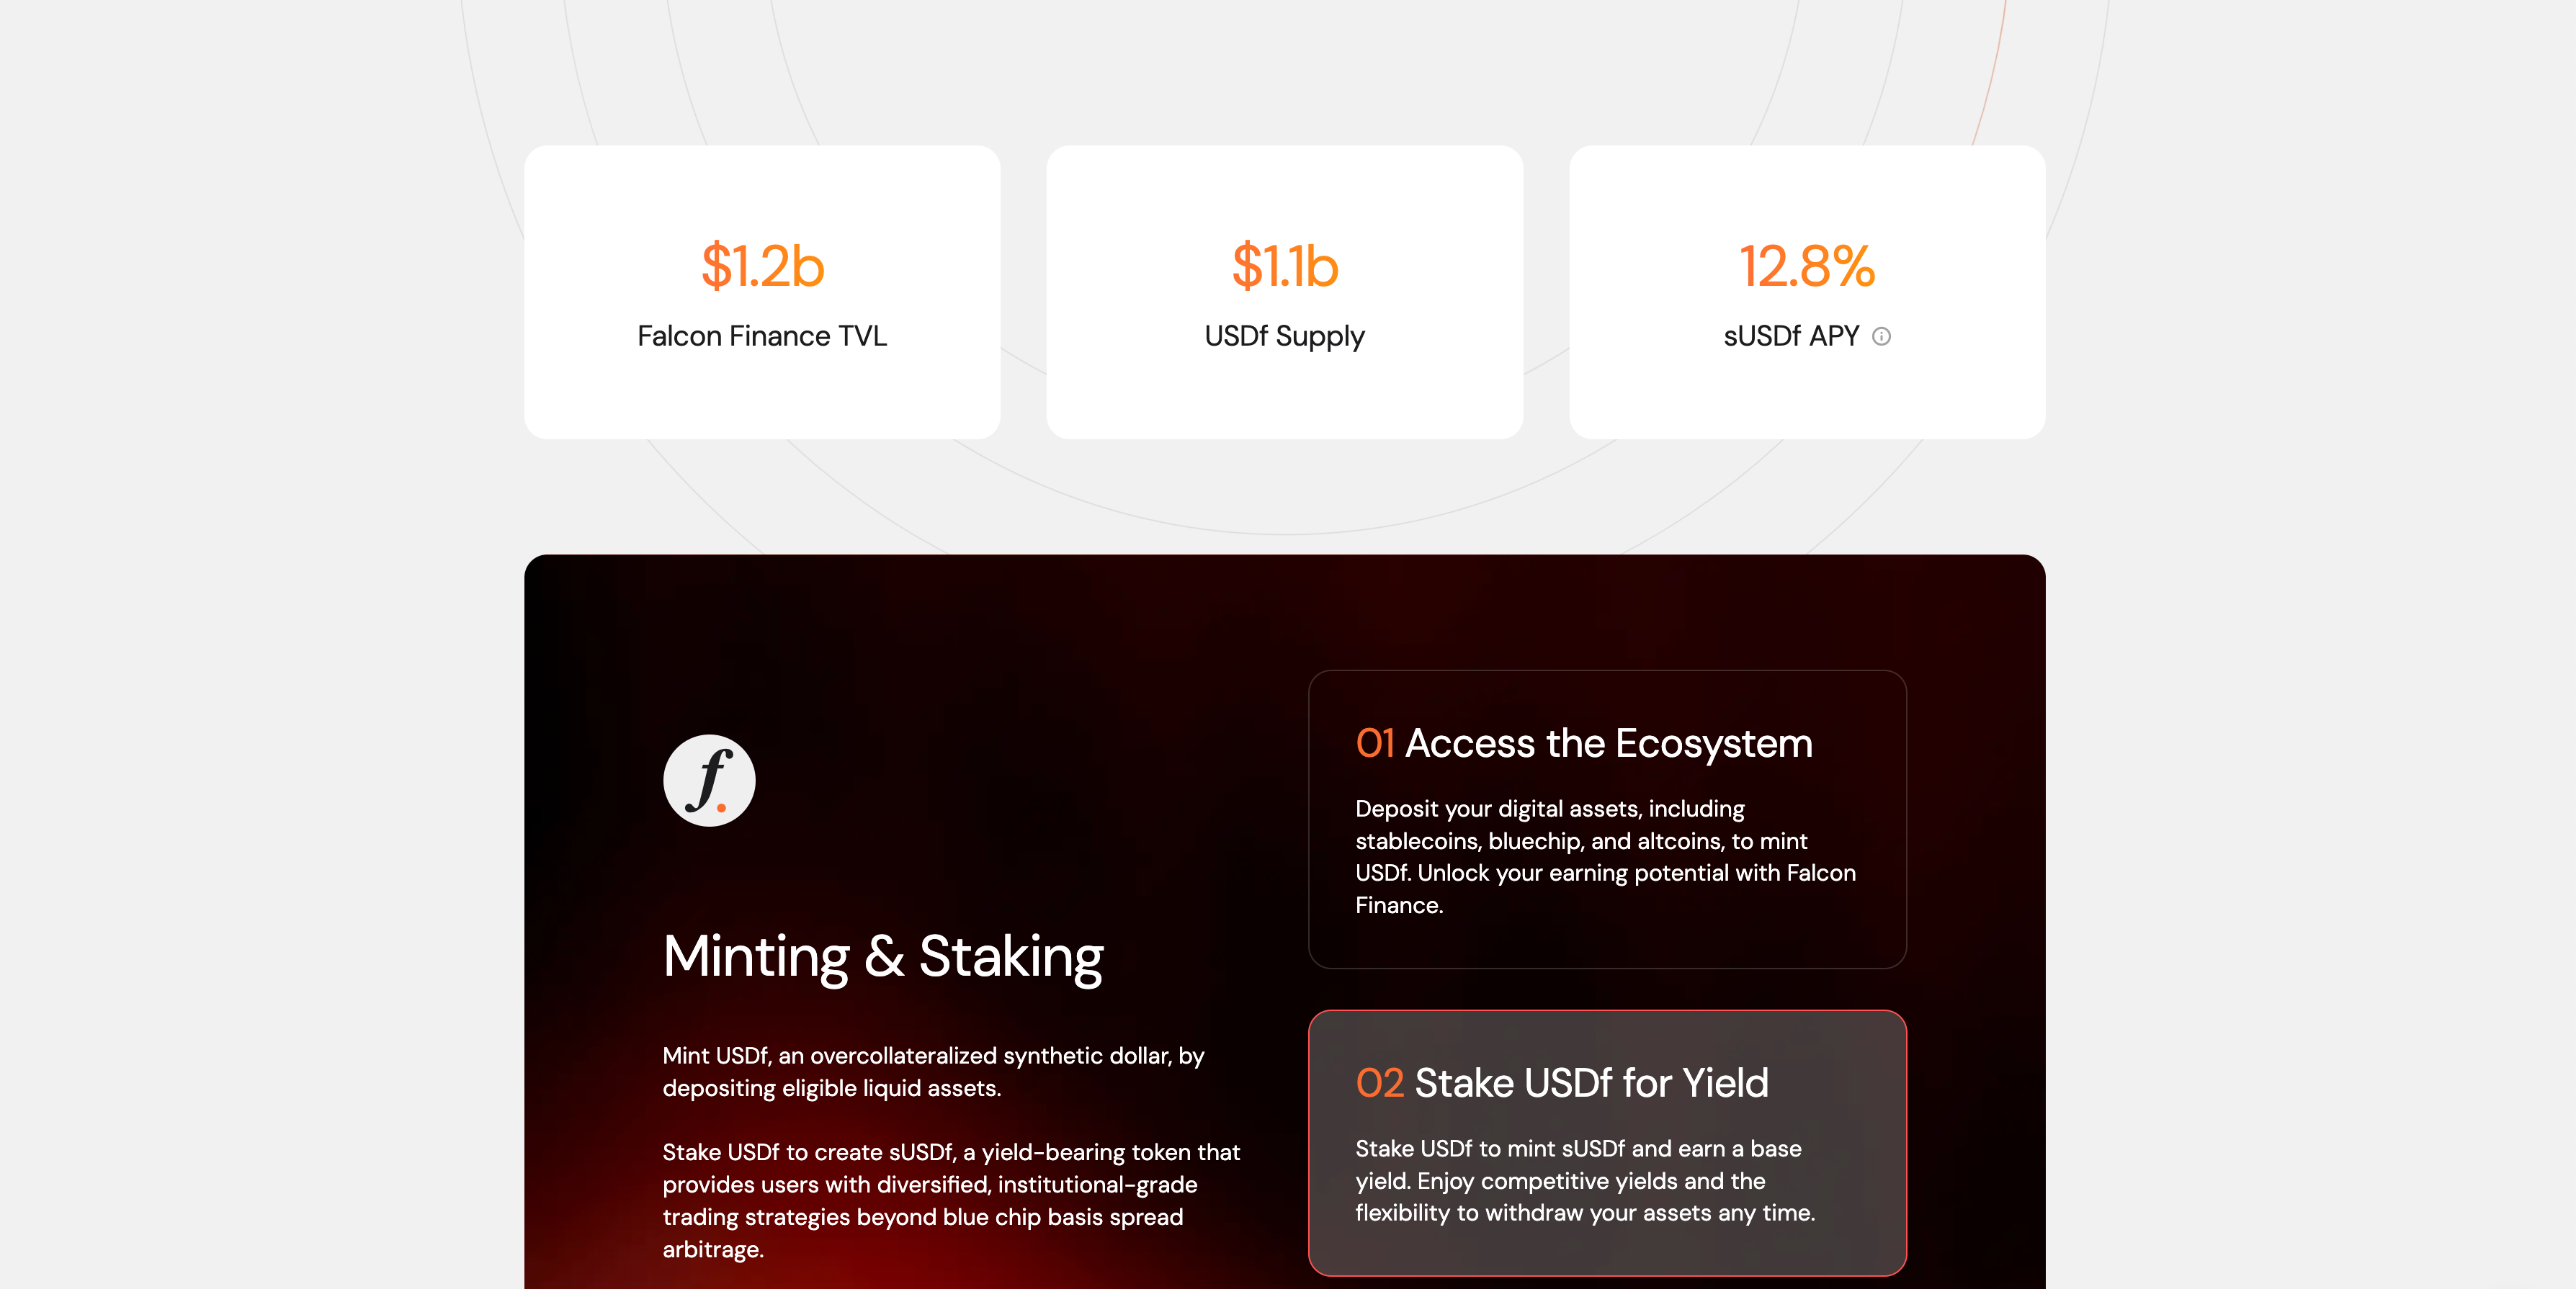 $1.2b
Falcon Finance TVL
$1.1b
USDf Supply
12.8%
sUSDf APY
f.
Minting & Staking
Mint USDf, an overcollateralized synthetic dollar, by
depositing eligible liquid assets.
Stake USDf to create sUSDf, a yield-bearing token that
provides users with diversified, institutional-grade
trading strategies beyond blue chip basis spread
arbitrage.
01 Access the Ecosystem
Deposit your digital assets, including
stablecoins, bluechip, and altcoins, to mint
USDf. Unlock your earning potential with Falcon
Finance.
02 Stake USDf for Yield
Stake USDf to mint sUSDf and earn a base
yield. Enjoy competitive yields and the
flexibility to withdraw your assets any time.